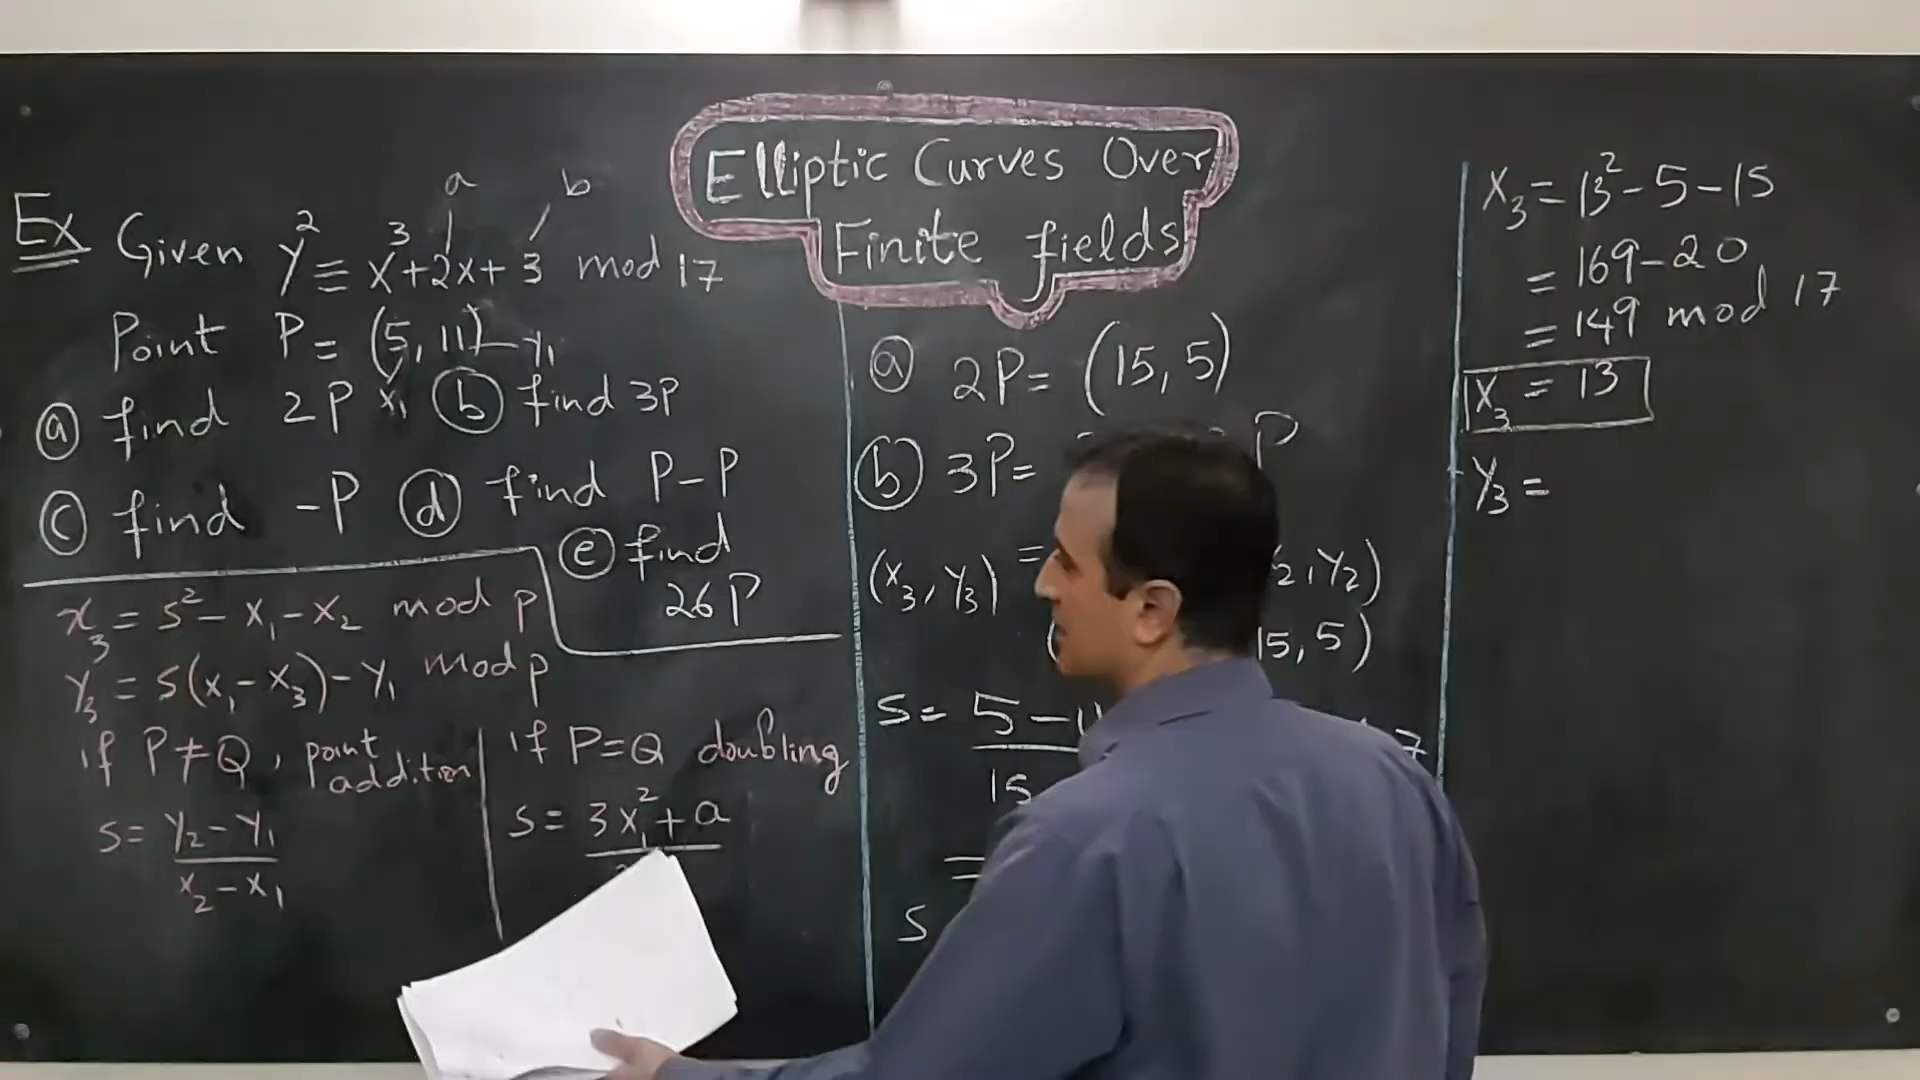 Elliptic Curves Over
Finite fields
a b
Ex Given y² ≡ x³+2x+3 mod 17
Point P = (5, 11) y₁
x₁
ⓐ find 2P ⓑ find 3P
ⓒ find -P ⓓ find P-P
ⓔ find
26P
x₃ = s² - x₁ - x₂ mod p
y₃ = s(x₁ - x₃) - y₁ mod p
if P ≠ Q, point
addition
s = y₂ - y₁
x₂ - x₁
if P = Q doubling
s = 3x₁² + a
ⓐ 2P = (15, 5)
ⓑ 3P = P
(x₃, y₃) = ₂, y₂)
( 15, 5)
s = 5 - 11 7
15
=
s
x₃ = 13² - 5 - 15
= 169 - 20
= 149 mod 17
x₃ = 13
y₃ =